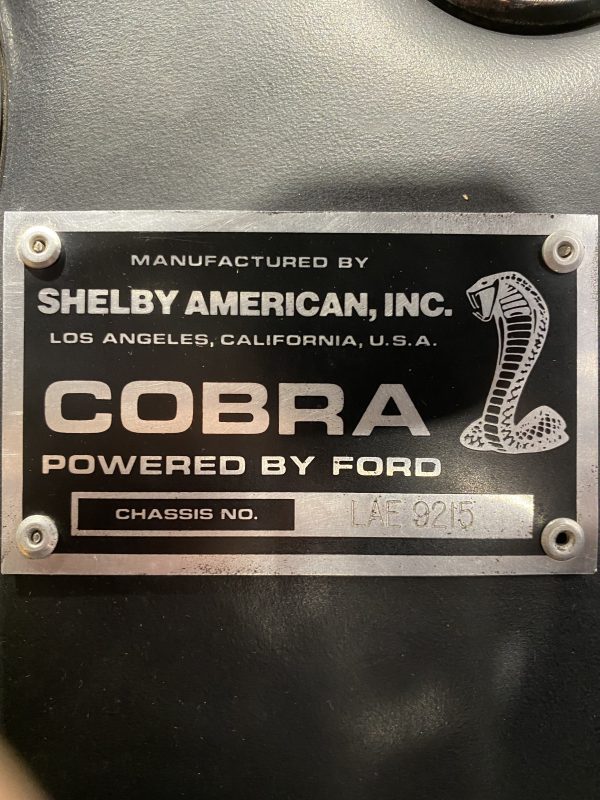 MANUFACTURED BY
SHELBY AMERICAN, INC.
LOS ANGELES, CALIFORNIA, U.S.A.
COBRA
POWERED BY FORD
CHASSIS NO. LAE 9215